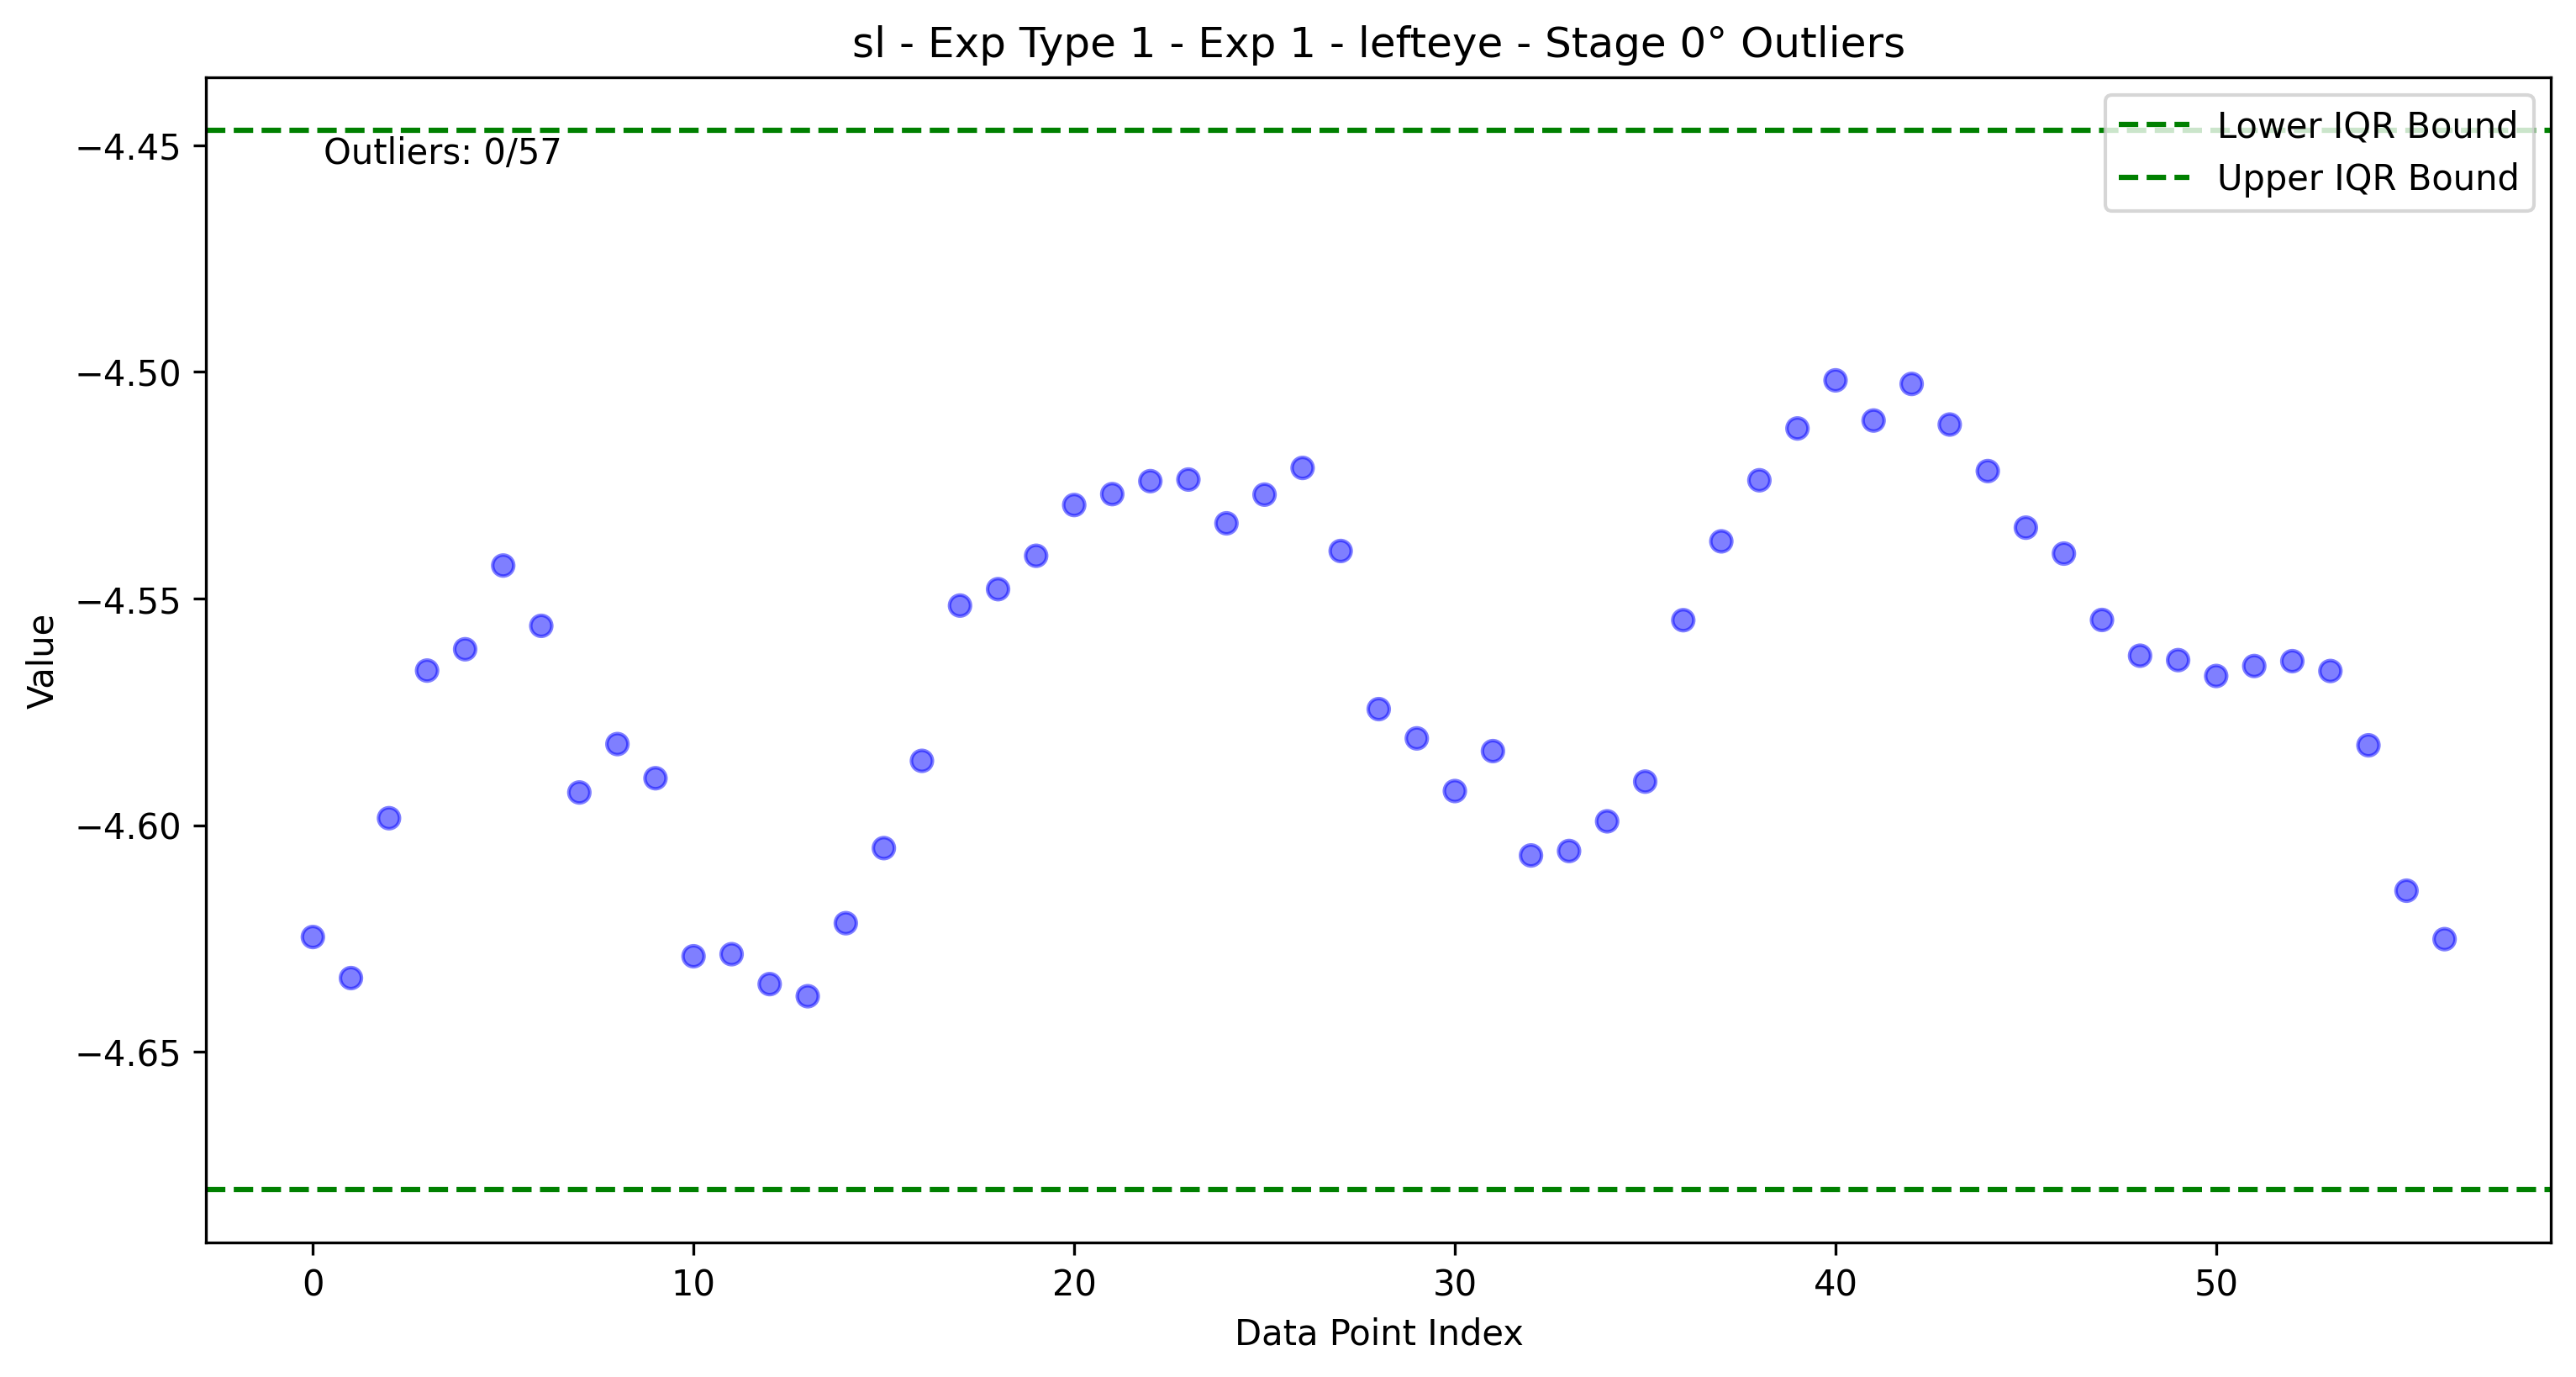 sl - Exp Type 1 - Exp 1 - lefteye - Stage 0° Outliers
Lower IQR Bound
Upper IQR Bound
Outliers: 0/57
−4.45
−4.50
−4.55
−4.60
−4.65
Value
0 10 20 30 40 50
Data Point Index